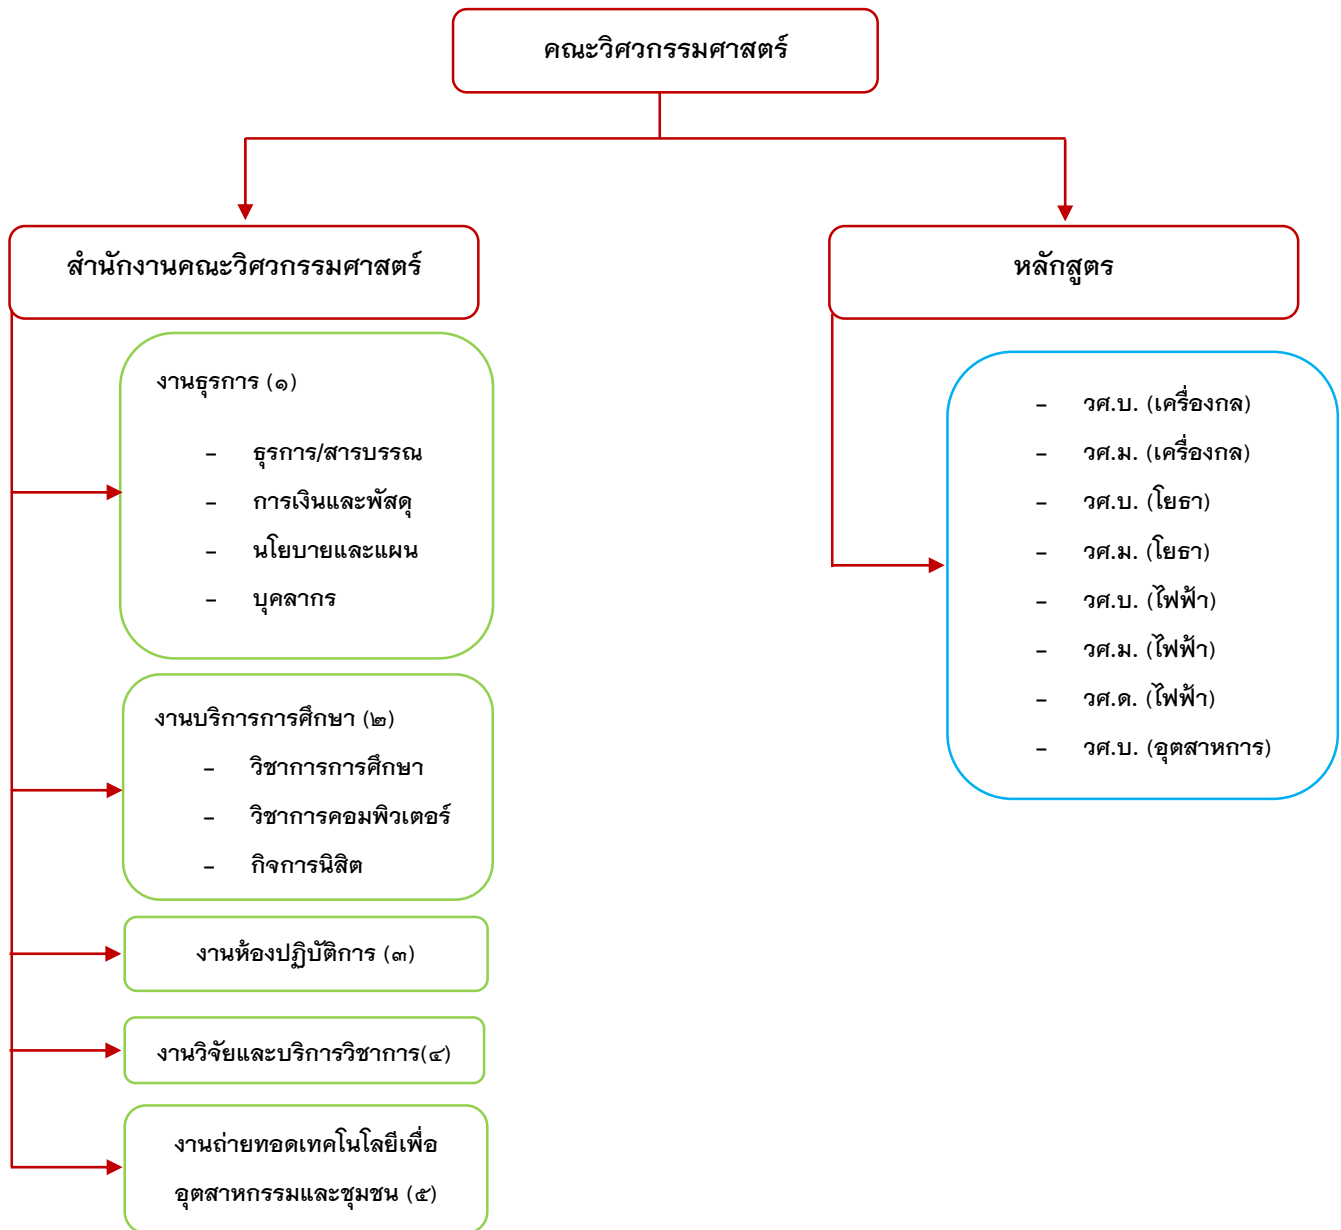 คณะวิศวกรรมศาสตร์
สำนักงานคณะวิศวกรรมศาสตร์
งานธุรการ (๑)
- ธุรการ/สารบรรณ
- การเงินและพัสดุ
- นโยบายและแผน
- บุคลากร
งานบริการการศึกษา (๒)
- วิชาการการศึกษา
- วิชาการคอมพิวเตอร์
- กิจการนิสิต
งานห้องปฏิบัติการ (๓)
งานวิจัยและบริการวิชาการ(๔)
งานถ่ายทอดเทคโนโลยีเพื่อ
อุตสาหกรรมและชุมชน (๕)
หลักสูตร
- วศ.บ. (เครื่องกล)
- วศ.ม. (เครื่องกล)
- วศ.บ. (โยธา)
- วศ.ม. (โยธา)
- วศ.บ. (ไฟฟ้า)
- วศ.ม. (ไฟฟ้า)
- วศ.ด. (ไฟฟ้า)
- วศ.บ. (อุตสาหการ)